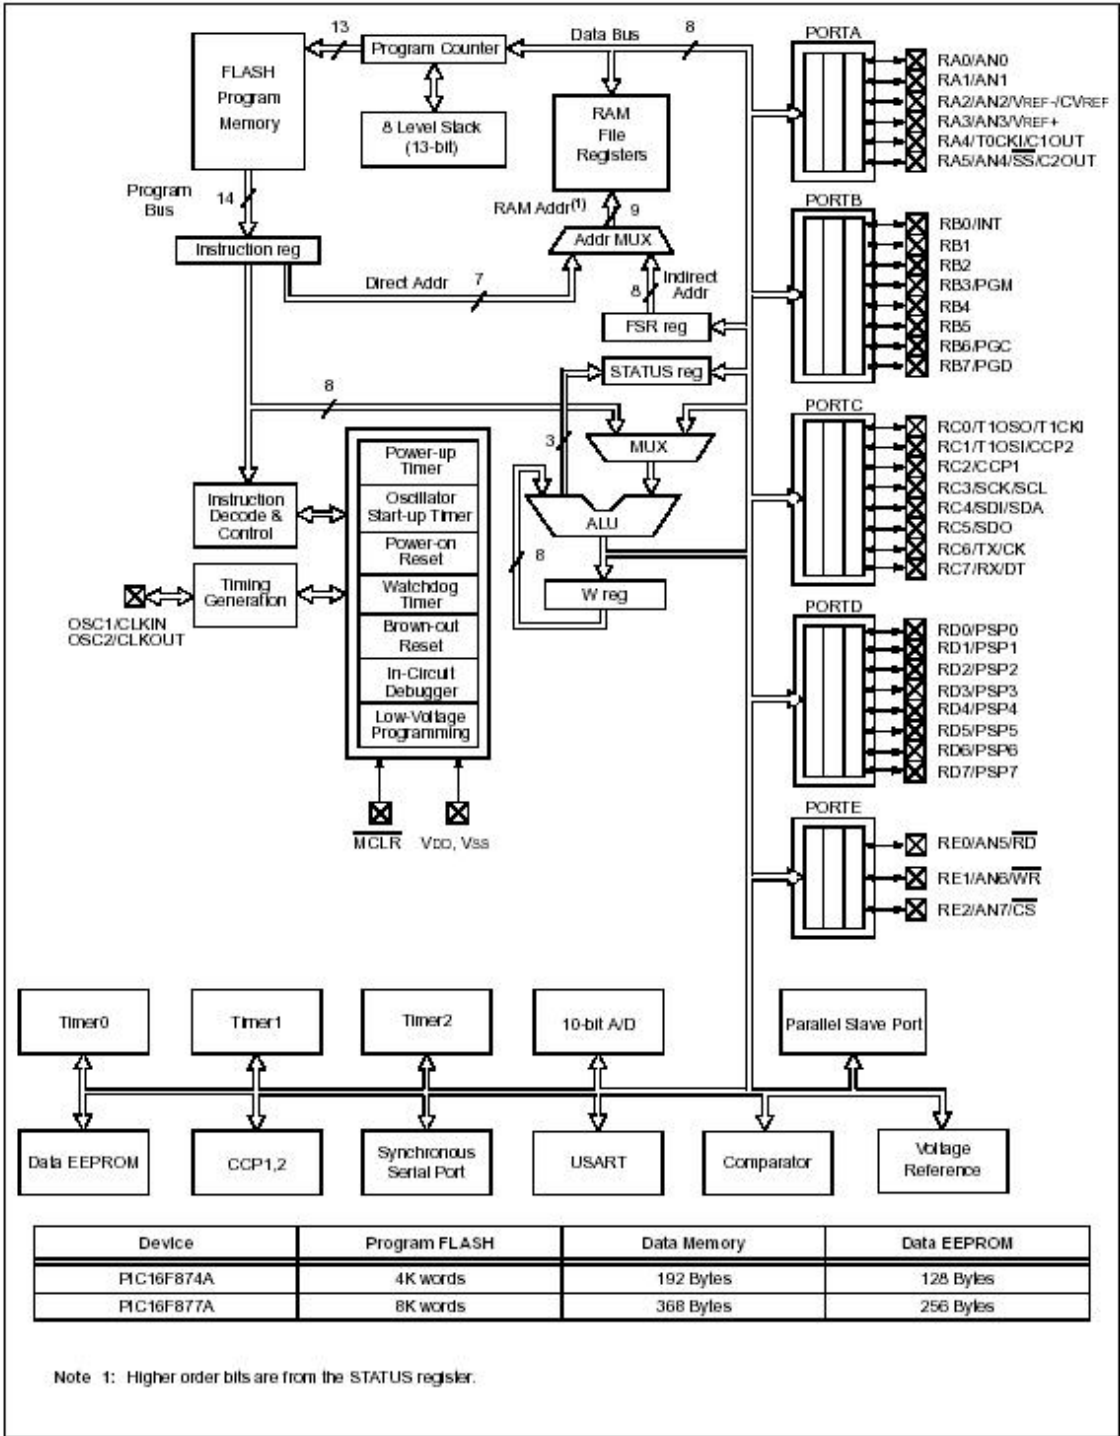 13
Data Bus
8
PORTA
FLASH
Program
Memory
Program Counter
8 Level Stack
(13-bit)
RAM
File
Registers
RA0/AN0
RA1/AN1
RA2/AN2/VREF-/CVREF
RA3/AN3/VREF+
RA4/T0CKI/C1OUT
RA5/AN4/SS/C2OUT
Program
Bus
14
RAM Addr(1)
9
PORTB
Instruction reg
Addr MUX
Direct Addr
7
8
Indirect
Addr
FSR reg
STATUS reg
RB0/INT
RB1
RB2
RB3/PGM
RB4
RB5
RB6/PGC
RB7/PGD
8
3
MUX
PORTC
RC0/T1OSO/T1CKI
RC1/T1OSI/CCP2
RC2/CCP1
RC3/SCK/SCL
RC4/SDI/SDA
RC5/SDO
RC6/TX/CK
RC7/RX/DT
Power-up
Timer
Oscillator
Start-up Timer
Power-on
Reset
Watchdog
Timer
Brown-out
Reset
In-Circuit
Debugger
Low-Voltage
Programming
Instruction
Decode &
Control
Timing
Generation
OSC1/CLKIN
OSC2/CLKOUT
ALU
8
W reg
MCLR
VDD, VSS
PORTD
RD0/PSP0
RD1/PSP1
RD2/PSP2
RD3/PSP3
RD4/PSP4
RD5/PSP5
RD6/PSP6
RD7/PSP7
PORTE
RE0/AN5/RD
RE1/AN6/WR
RE2/AN7/CS
Timer0
Timer1
Timer2
10-bit A/D
Parallel Slave Port
Data EEPROM
CCP1,2
Synchronous
Serial Port
USART
Comparator
Voltage
Reference
Device Program FLASH Data Memory Data EEPROM
PIC16F874A 4K words 192 Bytes 128 Bytes
PIC16F877A 8K words 368 Bytes 256 Bytes
Note 1: Higher order bits are from the STATUS register.